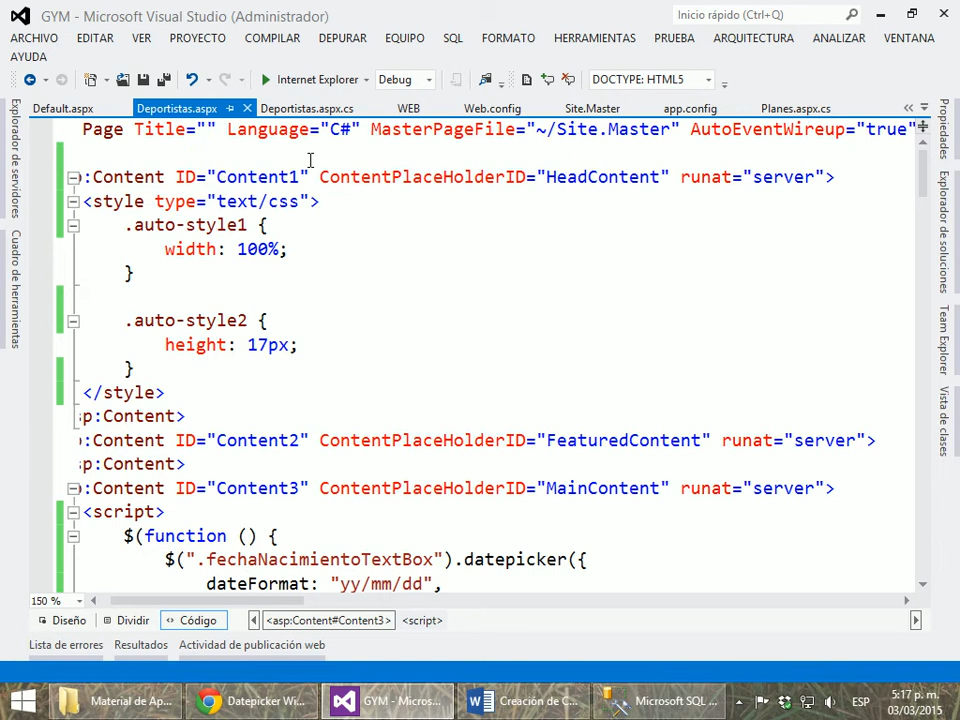 GYM - Microsoft Visual Studio (Administrador)
Inicio rápido (Ctrl+Q)
ARCHIVO EDITAR VER PROYECTO COMPILAR DEPURAR EQUIPO SQL FORMATO HERRAMIENTAS PRUEBA ARQUITECTURA ANALIZAR VENTANA
AYUDA
Internet Explorer Debug DOCTYPE: HTML5
Default.aspx Deportistas.aspx Deportistas.aspx.cs WEB Web.config Site.Master app.config Planes.aspx.cs
Explorador de servidores
Cuadro de herramientas
Page Title="" Language="C#" MasterPageFile="~/Site.Master" AutoEventWireup="true"
:Content ID="Content1" ContentPlaceHolderID="HeadContent" runat="server">
<style type="text/css">
.auto-style1 {
width: 100%;
}
.auto-style2 {
height: 17px;
}
</style>
p:Content>
:Content ID="Content2" ContentPlaceHolderID="FeaturedContent" runat="server">
p:Content>
:Content ID="Content3" ContentPlaceHolderID="MainContent" runat="server">
<script>
$(function () {
$(".fechaNacimientoTextBox").datepicker({
dateFormat: "yy/mm/dd",
Propiedades
Explorador de soluciones
Team Explorer
Vista de clases
150 %
Diseño Dividir Código <asp:Content#Content3> <script>
Lista de errores Resultados Actividad de publicación web
Material de Ap... Datepicker Wi... GYM - Micros... Creación de C... Microsoft SQL ... ESP
5:17 p. m.
03/03/2015